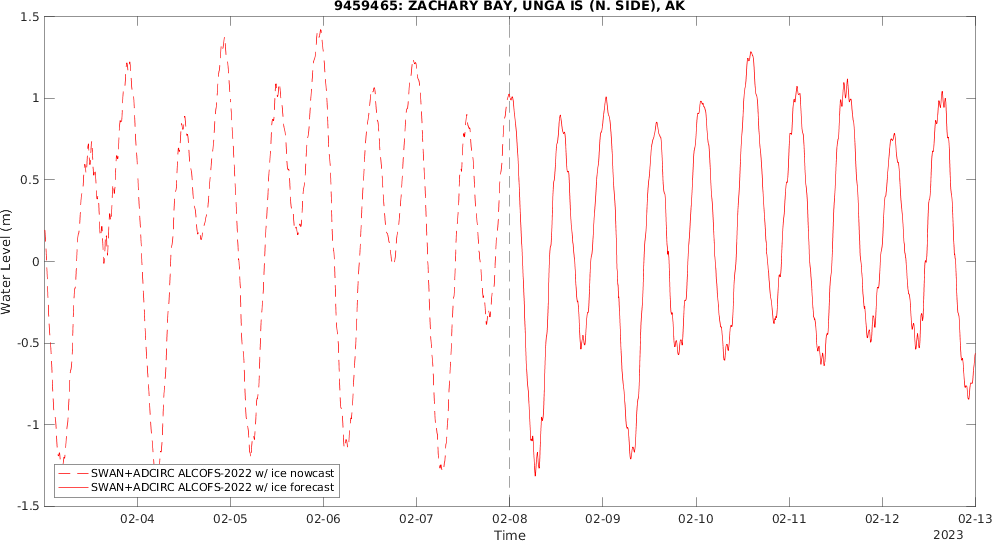 9459465: ZACHARY BAY, UNGA IS (N. SIDE), AK
1.5
1
0.5
0
-0.5
-1
-1.5
Water Level (m)
SWAN+ADCIRC ALCOFS-2022 w/ ice nowcast
SWAN+ADCIRC ALCOFS-2022 w/ ice forecast
02-04 02-05 02-06 02-07 02-08 02-09 02-10 02-11 02-12 02-13
Time
2023